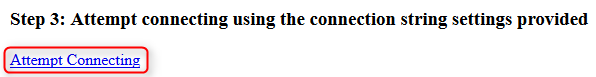 Step 3: Attempt connecting using the connection string settings provided
Attempt Connecting